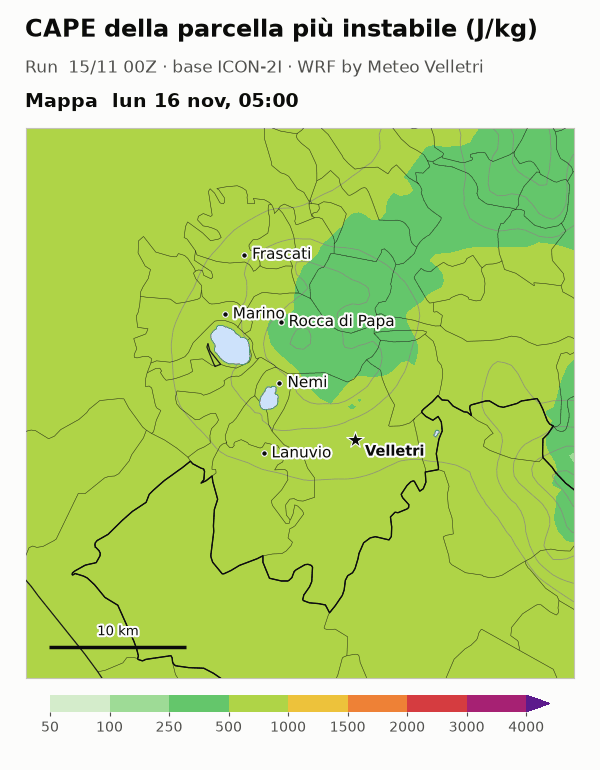 CAPE della parcella più instabile (J/kg)
Run  15/11 00Z · base ICON-2I · WRF by Meteo Velletri
Mappa  lun 16 nov, 05:00
Frascati
Marino
Rocca di Papa
Nemi
Velletri
Lanuvio
10 km
50 100 250 500 1000 1500 2000 3000 4000